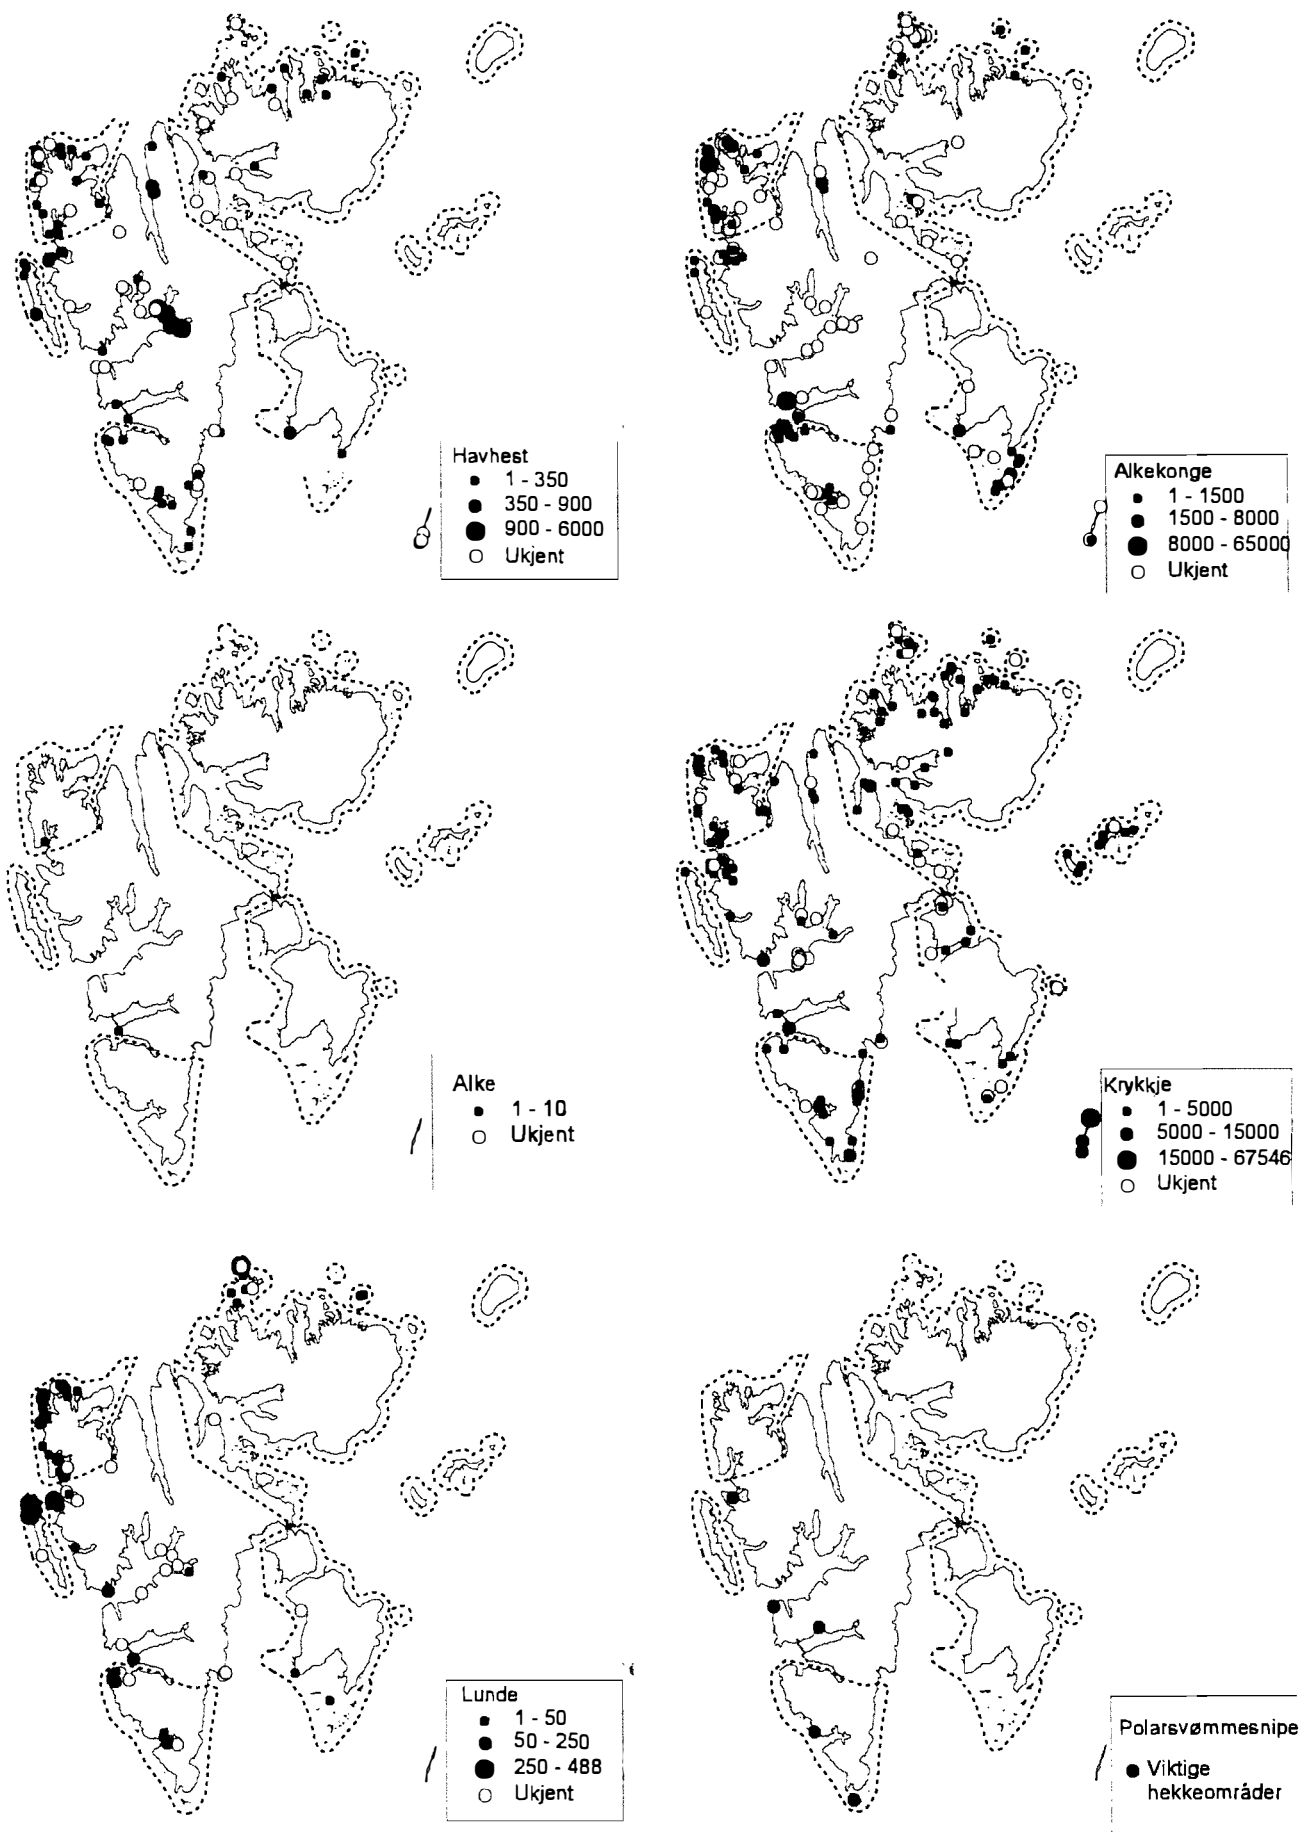 Havhest
1 - 350
350 - 900
900 - 6000
Ukjent
Alkekonge
1 - 1500
1500 - 8000
8000 - 65000
Ukjent
Alke
1 - 10
Ukjent
Krykkje
1 - 5000
5000 - 15000
15000 - 67546
Ukjent
Lunde
1 - 50
50 - 250
250 - 488
Ukjent
Polarsvømmesnipe
Viktige
hekkeområder